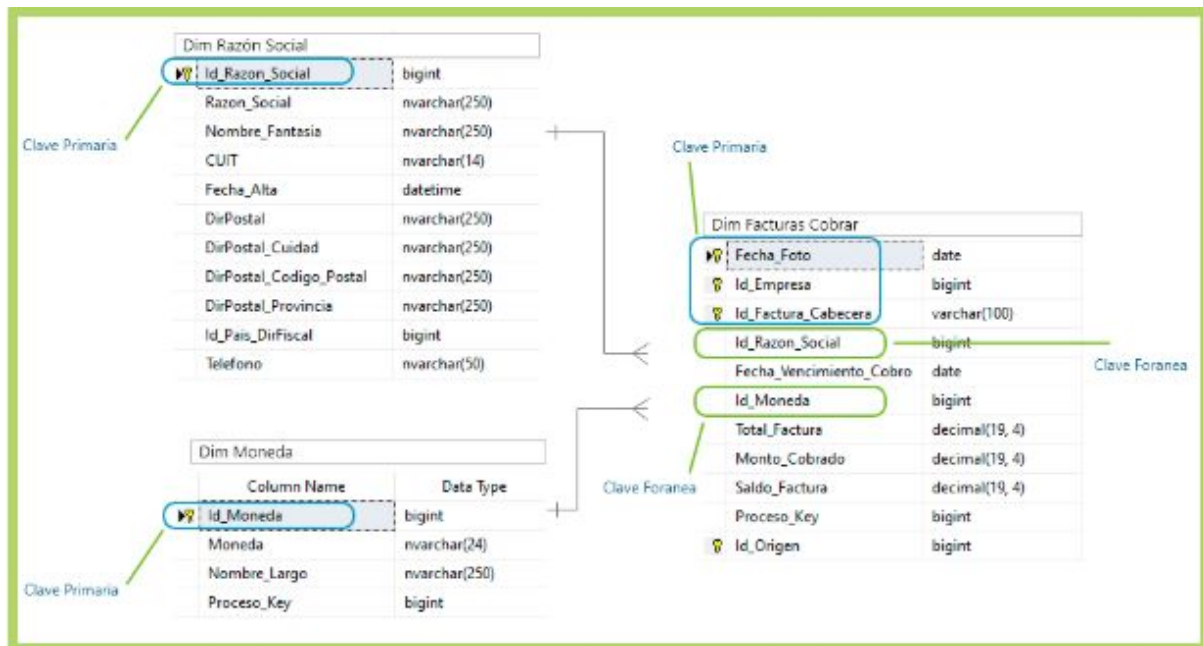 Dim Razón Social
Id_Razon_Social bigint
Razon_Social nvarchar(250)
Nombre_Fantasia nvarchar(250)
CUIT nvarchar(14)
Fecha_Alta datetime
DirPostal nvarchar(250)
DirPostal_Cuidad nvarchar(250)
DirPostal_Codigo_Postal nvarchar(250)
DirPostal_Provincia nvarchar(250)
Id_Pais_DirFiscal bigint
Telefono nvarchar(50)
Clave Primaria
Dim Moneda
Column Name Data Type
Id_Moneda bigint
Moneda nvarchar(24)
Nombre_Largo nvarchar(250)
Proceso_Key bigint
Clave Primaria
Clave Primaria
Dim Facturas Cobrar
Fecha_Foto date
Id_Empresa bigint
Id_Factura_Cabecera varchar(100)
Id_Razon_Social bigint
Fecha_Vencimiento_Cobro date
Id_Moneda bigint
Total_Factura decimal(19, 4)
Monto_Cobrado decimal(19, 4)
Saldo_Factura decimal(19, 4)
Proceso_Key bigint
Id_Origen bigint
Clave Foranea
Clave Foranea